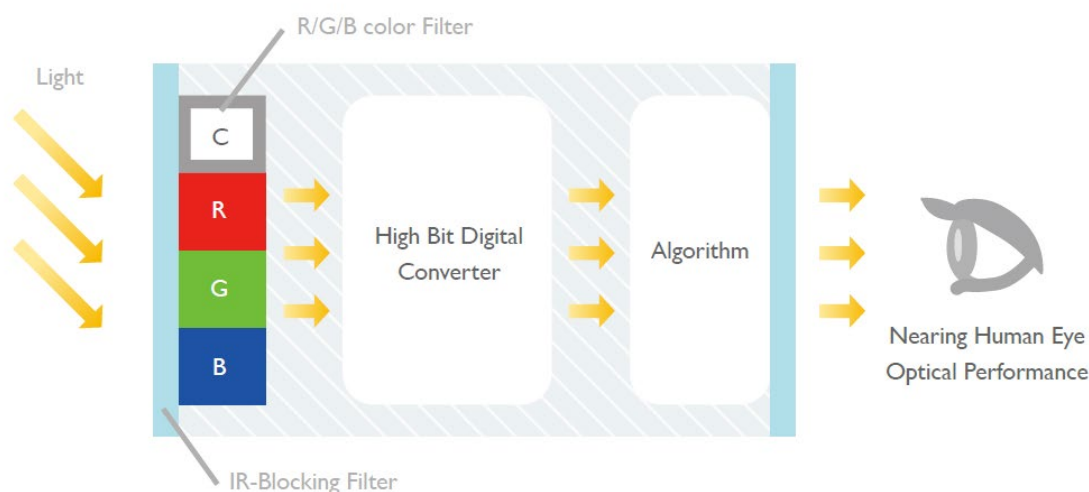 R/G/B color Filter
Light
C
R
G
B
High Bit Digital
Converter
Algorithm
Nearing Human Eye
Optical Performance
IR-Blocking Filter